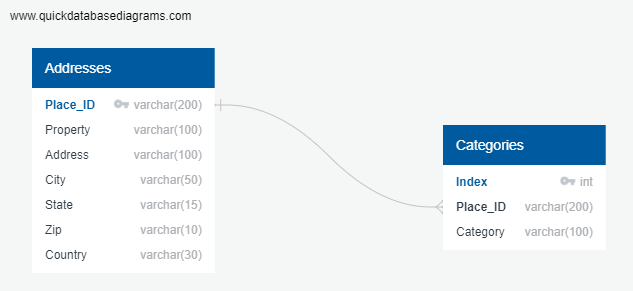 www.quickdatabasediagrams.com
Addresses
Place_ID varchar(200)
Property varchar(100)
Address varchar(100)
City varchar(50)
State varchar(15)
Zip varchar(10)
Country varchar(30)
Categories
Index int
Place_ID varchar(200)
Category varchar(100)